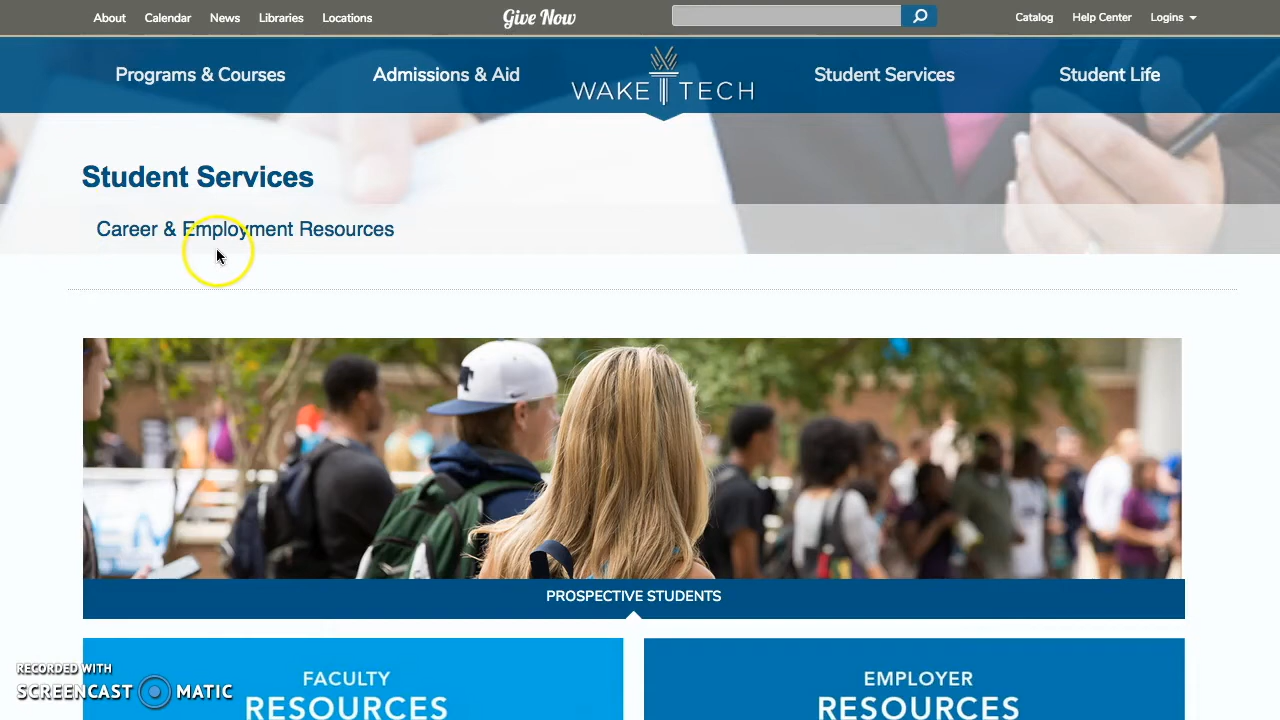 About Calendar News Libraries Locations Give Now Catalog Help Center Logins
Programs & Courses Admissions & Aid WAKE TECH Student Services Student Life
Student Services
Career & Employment Resources
PROSPECTIVE STUDENTS
FACULTY
RESOURCES
EMPLOYER
RESOURCES
RECORDED WITH
SCREENCAST MATIC